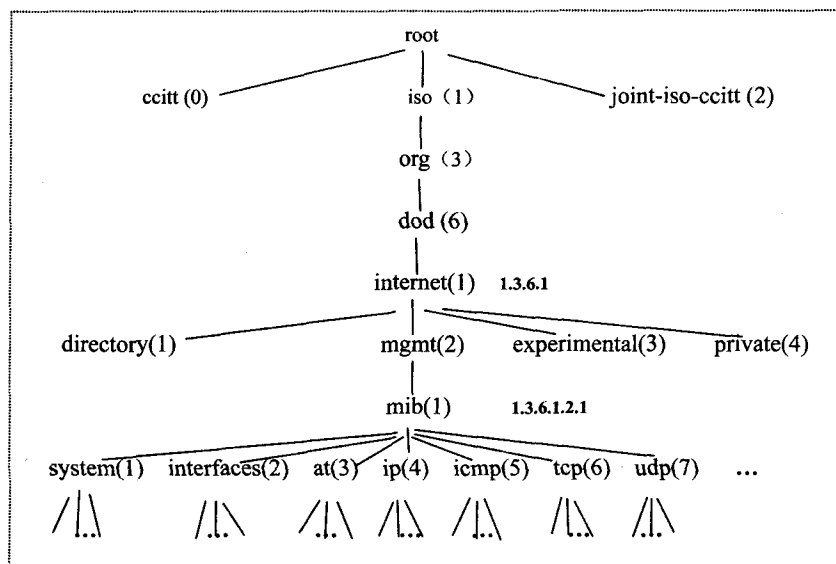 root
ccitt (0) iso（1） joint-iso-ccitt (2)
org（3）
dod (6)
internet(1) 1.3.6.1
directory(1) mgmt(2) experimental(3) private(4)
mib(1) 1.3.6.1.2.1
system(1) interfaces(2) at(3) ip(4) icmp(5) tcp(6) udp(7) ...
... ... ... ... ... ... ...